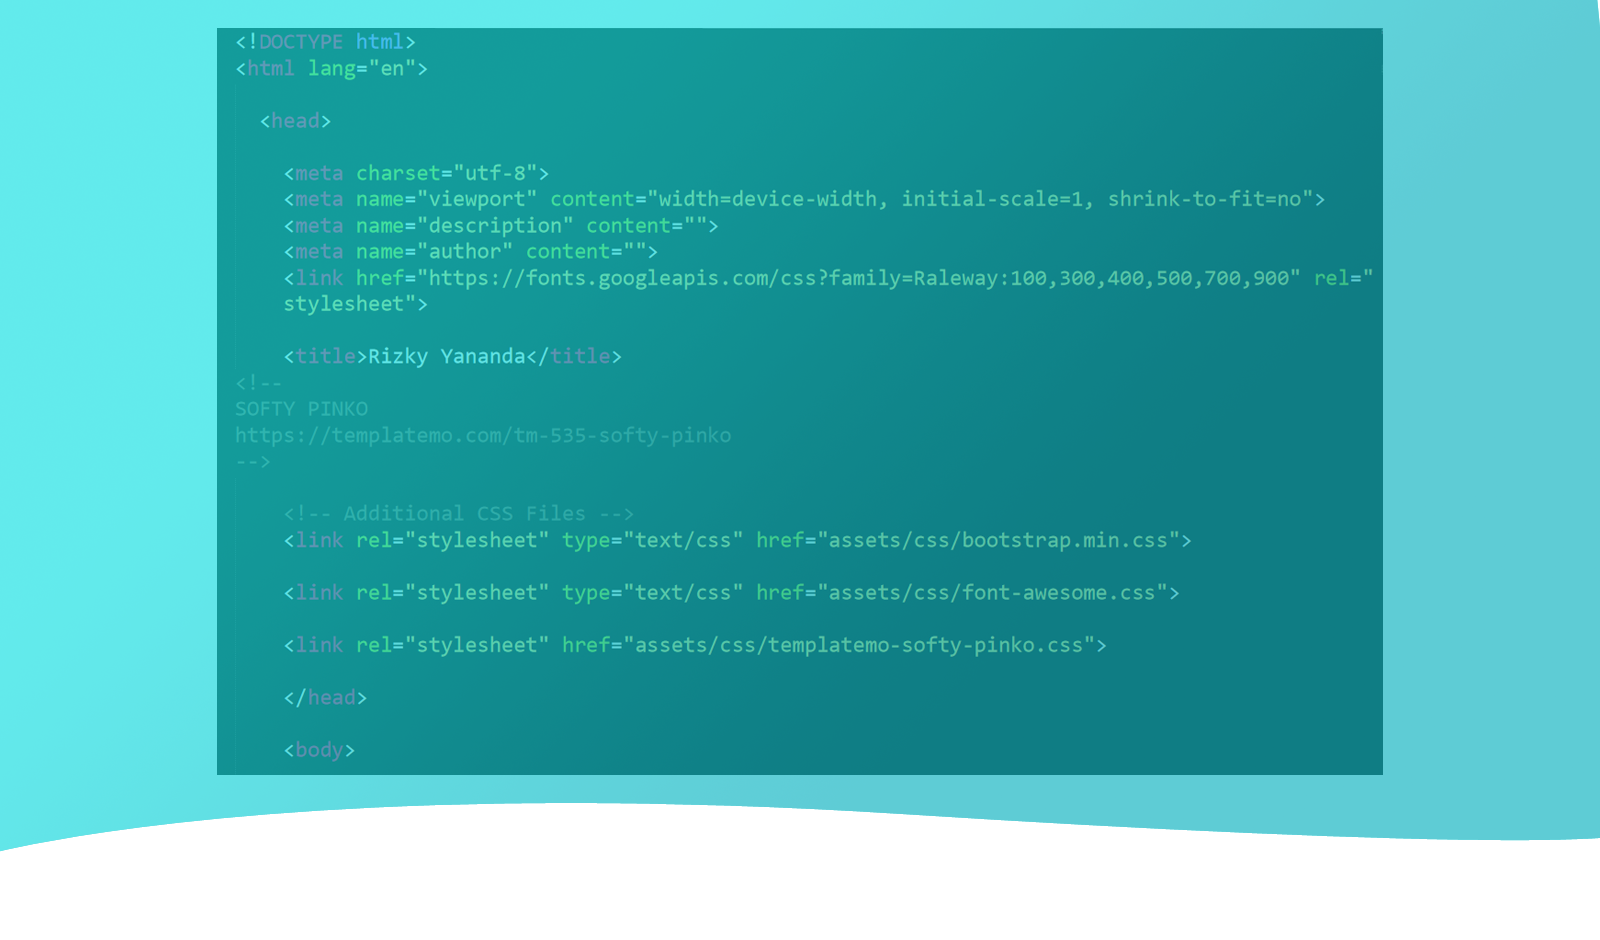 <!DOCTYPE html>
<html lang="en">
<head>
<meta charset="utf-8">
<meta name="viewport" content="width=device-width, initial-scale=1, shrink-to-fit=no">
<meta name="description" content="">
<meta name="author" content="">
<link href="https://fonts.googleapis.com/css?family=Raleway:100,300,400,500,700,900" rel="
stylesheet">
<title>Rizky Yananda</title>
<!--
SOFTY PINKO
https://templatemo.com/tm-535-softy-pinko
-->
<!-- Additional CSS Files -->
<link rel="stylesheet" type="text/css" href="assets/css/bootstrap.min.css">
<link rel="stylesheet" type="text/css" href="assets/css/font-awesome.css">
<link rel="stylesheet" href="assets/css/templatemo-softy-pinko.css">
</head>
<body>